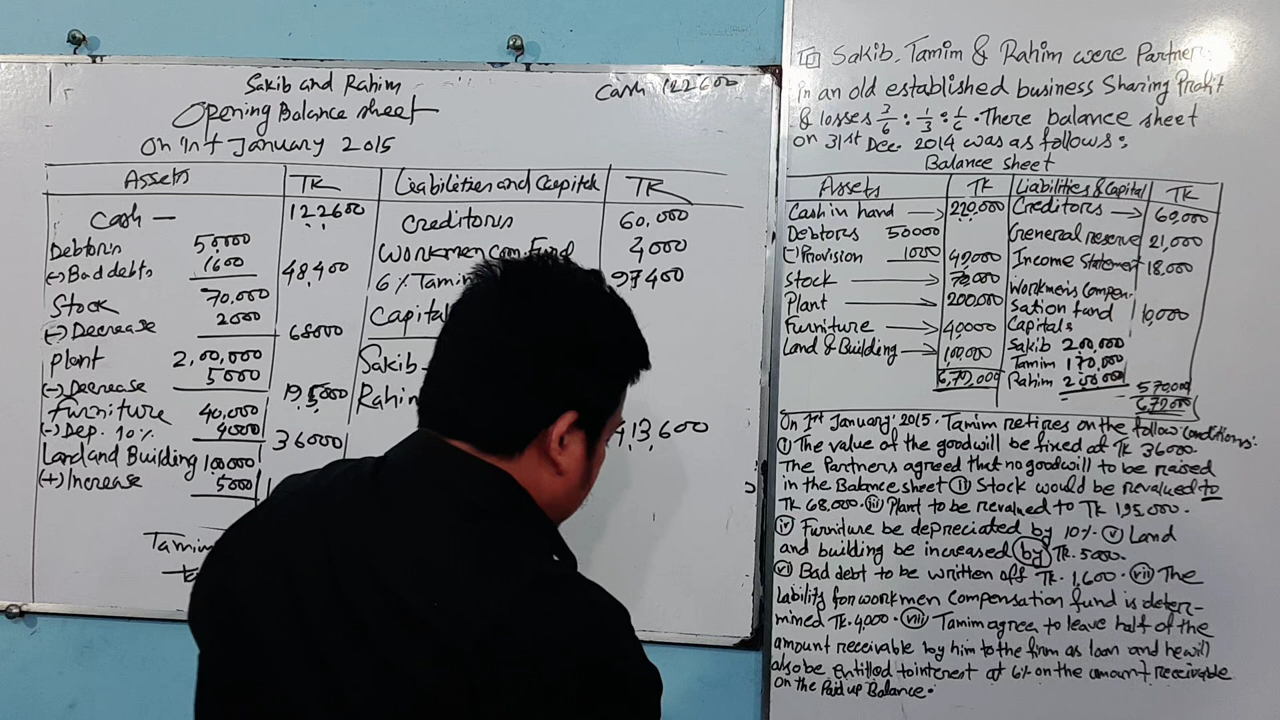 Sakib and Rahim
Cash 122600
Opening Balance sheet
On 1st January 2015
Assets TK Liabilities and Capital TK
Cash — 122600 Creditors 60,000
Debtors 50000 Workmen Com. Fund 4000
(-) Bad debts 1600 48,400 6% Tamim 97400
Stock 70,000 Capital
(-) Decrease 2000 68000
Plant 2,00,000 Sakib
(-) Decrease 5000 195000 Rahim
Furniture 40,000 4,13,600
(-) Dep. 10% 4000 36000
Land and Building 100000
(+) Increase 5000
Tamim
Sakib, Tamim & Rahim were Partner
in an old established business Sharing Profit
& losses 3/6 : 1/3 : 1/6. There balance sheet
on 31st Dec. 2014 was as follows:
Balance sheet
Assets TK Liabilities & Capital TK
Cash in hand 220,000 Creditors 60,000
Debtors 50000 General reserve 21,000
(-) Provision 1000 49,000 Income Statement 18,000
Stock 70,000 Workmen's Compen-
Plant 200,000 sation fund 10,000
Furniture 40000 Capitals
Land & Building 100,000 Sakib 200,000
Tamim 170,000
6,79,000 Rahim 200,000 570,000
679,000
On 1st January, 2015. Tamim retires on the follow conditions:
(i) The value of the goodwill be fixed at TK 36000.
The Partners agreed that no goodwill to be raised
in the Balance sheet (ii) Stock would be revalued to
TK 68,000. (iii) Plant to be revalued to TK 195,000.
(iv) Furniture be depreciated by 10%. (v) Land
and building be increased by TK. 5000.
(vi) Bad debt to be written off TK. 1,600. (vii) The
liability for workmen compensation fund is deter-
mined TK. 4,000. (viii) Tamim agree to leave half of the
amount receivable by him to the firm as loan and he will
also be entitled to interest at 6% on the amount receivable
on the Paid up Balance.